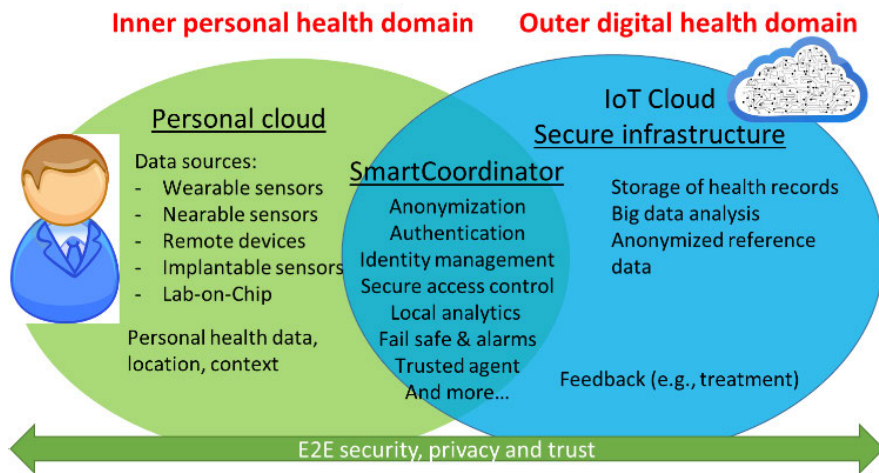 Inner personal health domain
Outer digital health domain
Personal cloud
Data sources:
- Wearable sensors
- Nearable sensors
- Remote devices
- Implantable sensors
- Lab-on-Chip
Personal health data,
location, context
SmartCoordinator
Anonymization
Authentication
Identity management
Secure access control
Local analytics
Fail safe & alarms
Trusted agent
And more...
IoT Cloud
Secure infrastructure
Storage of health records
Big data analysis
Anonymized reference
data
Feedback (e.g., treatment)
E2E security, privacy and trust